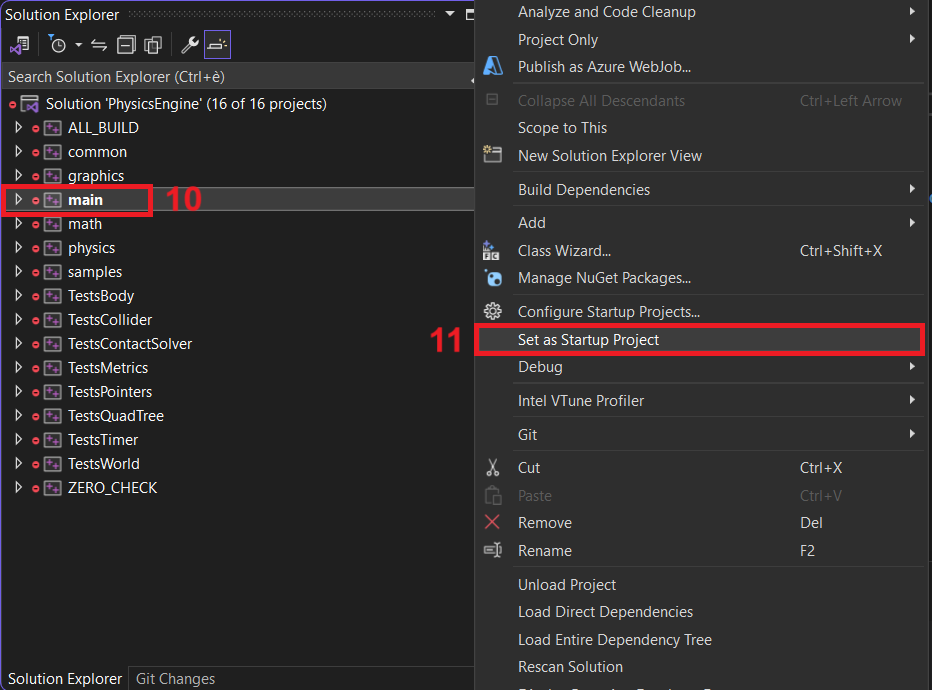 Solution Explorer
Search Solution Explorer (Ctrl+è)
Solution 'PhysicsEngine' (16 of 16 projects)
ALL_BUILD
common
graphics
main
10
math
physics
samples
TestsBody
TestsCollider
TestsContactSolver
TestsMetrics
TestsPointers
TestsQuadTree
TestsTimer
TestsWorld
ZERO_CHECK
Solution Explorer Git Changes
Analyze and Code Cleanup
Project Only
Publish as Azure WebJob...
Collapse All Descendants Ctrl+Left Arrow
Scope to This
New Solution Explorer View
Build Dependencies
Add
Class Wizard... Ctrl+Shift+X
Manage NuGet Packages...
Configure Startup Projects...
11 Set as Startup Project
Debug
Intel VTune Profiler
Git
Cut Ctrl+X
Paste Ctrl+V
Remove Del
Rename F2
Unload Project
Load Direct Dependencies
Load Entire Dependency Tree
Rescan Solution